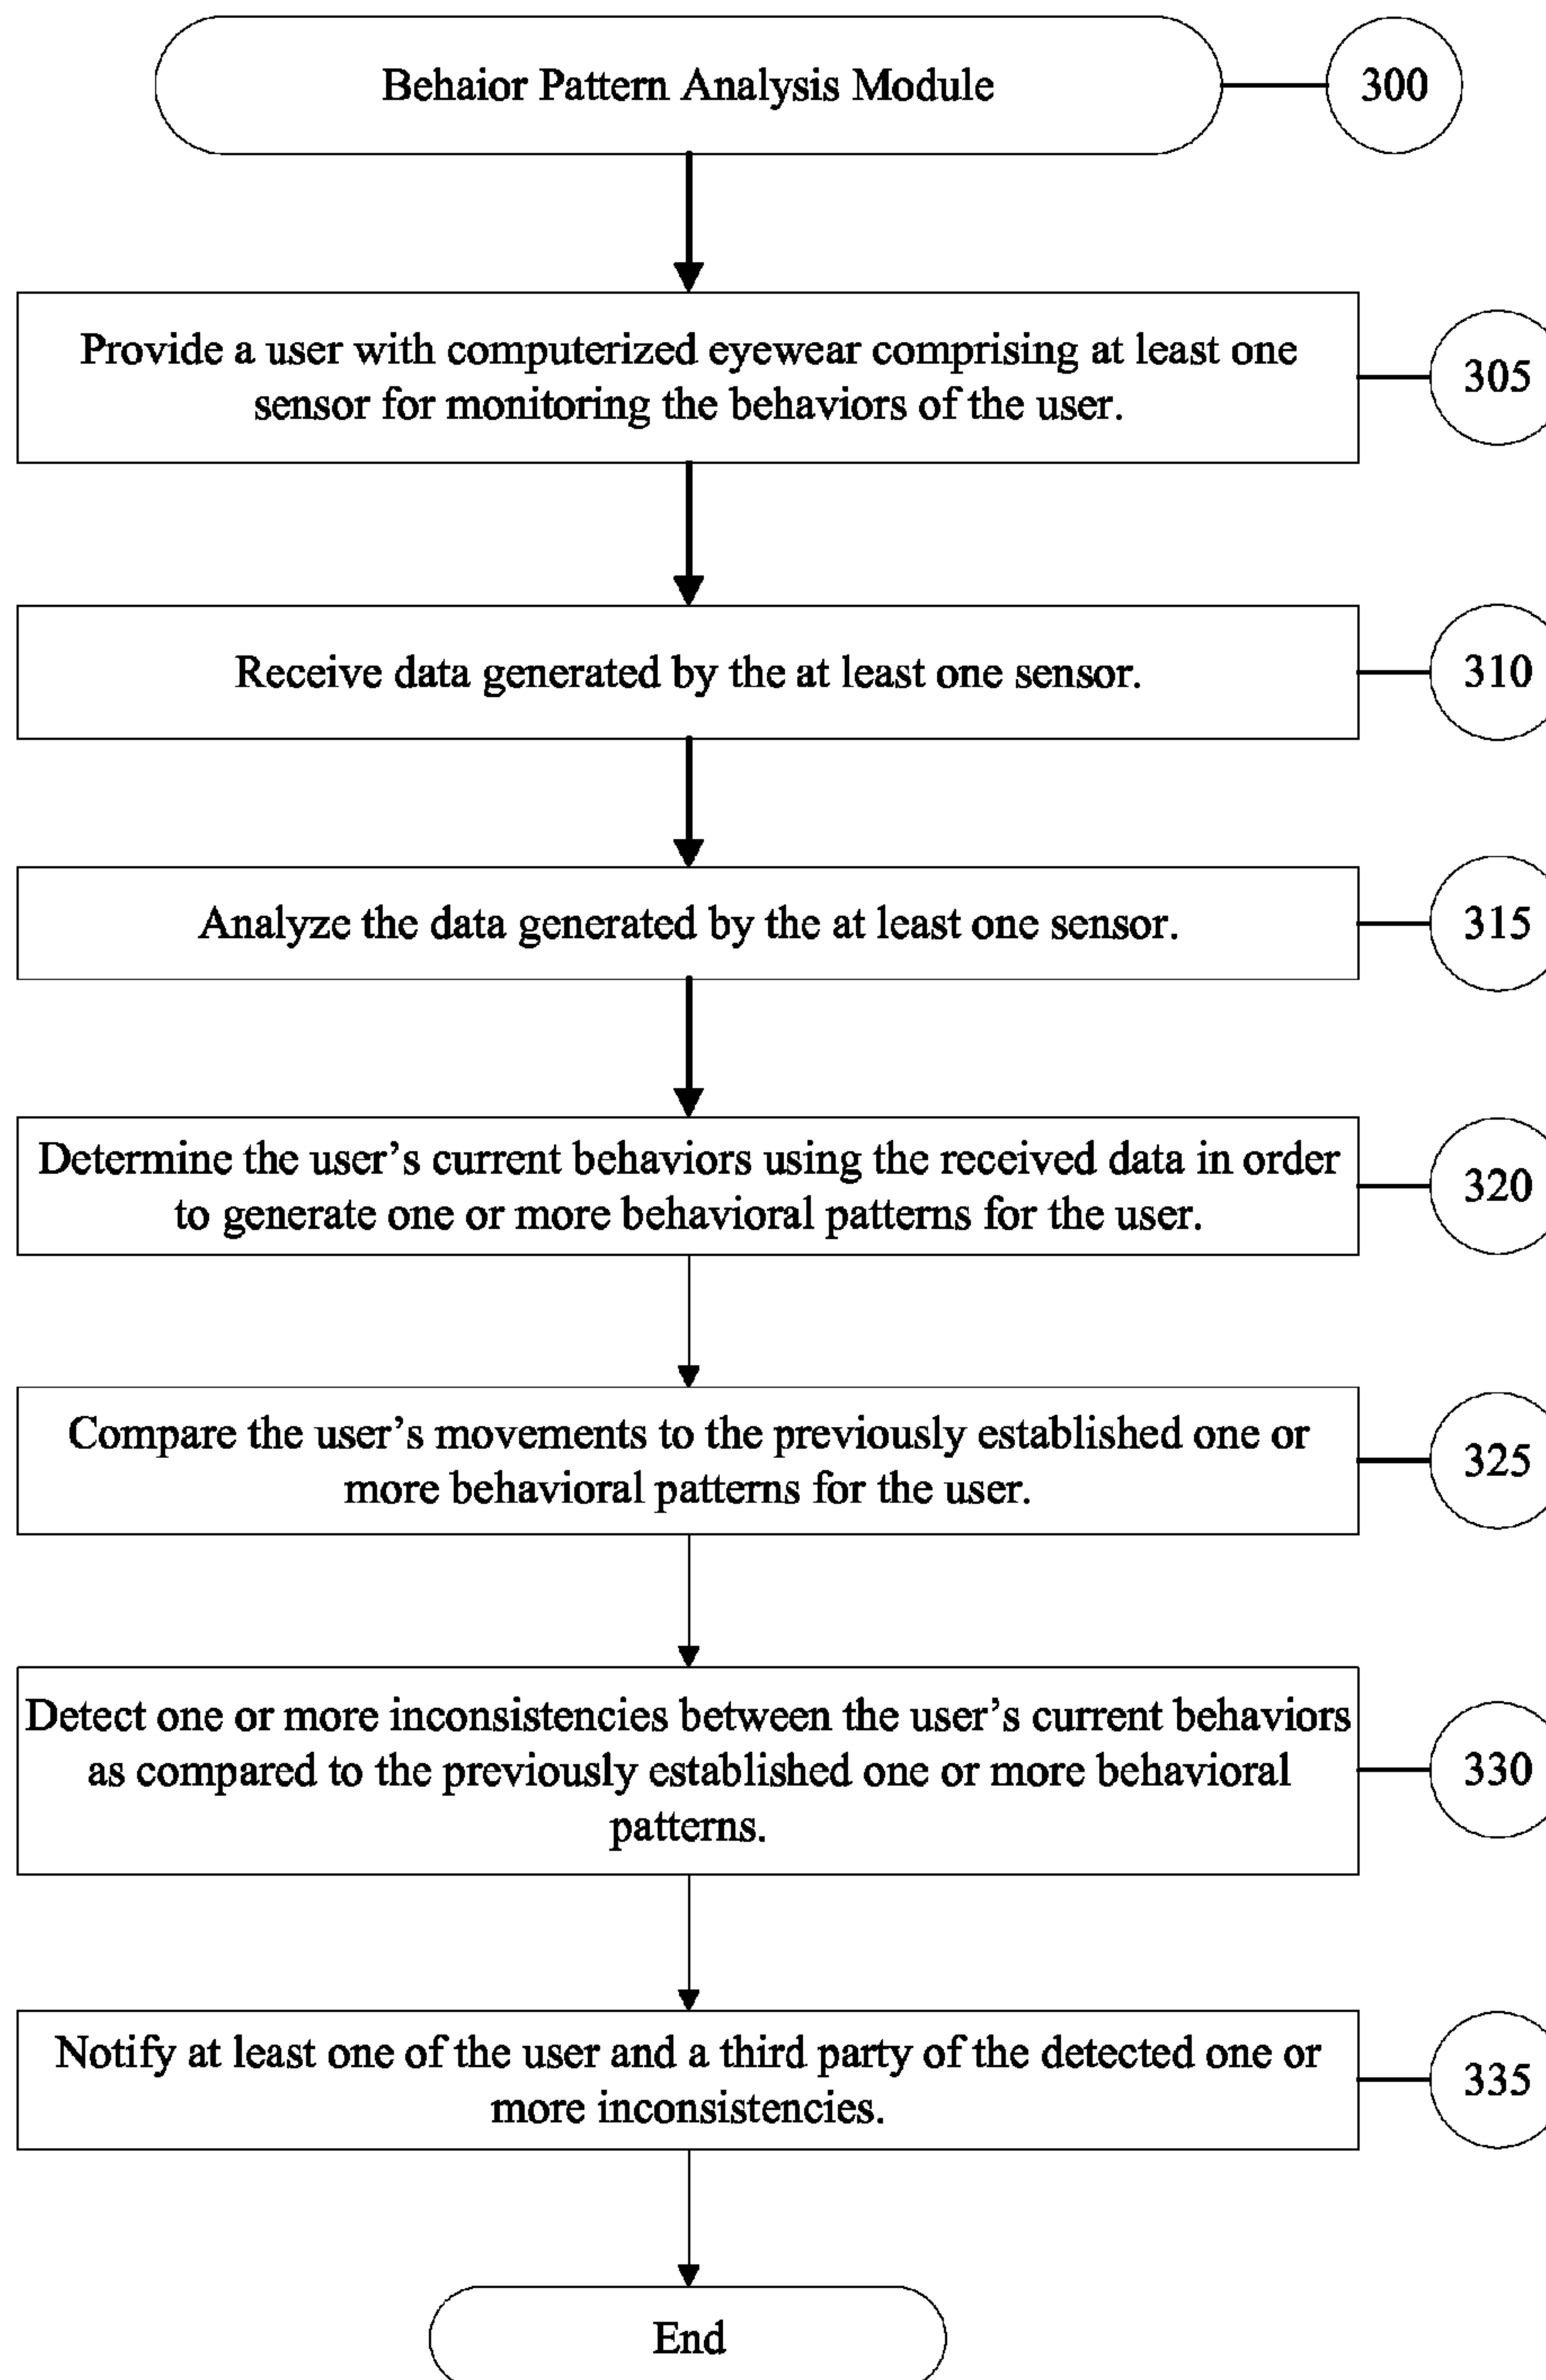 Behaior Pattern Analysis Module
300
Provide a user with computerized eyewear comprising at least one
sensor for monitoring the behaviors of the user.
305
Receive data generated by the at least one sensor.
310
Analyze the data generated by the at least one sensor.
315
Determine the user’s current behaviors using the received data in order
to generate one or more behavioral patterns for the user.
320
Compare the user’s movements to the previously established one or
more behavioral patterns for the user.
325
Detect one or more inconsistencies between the user’s current behaviors
as compared to the previously established one or more behavioral
patterns.
330
Notify at least one of the user and a third party of the detected one or
more inconsistencies.
335
End